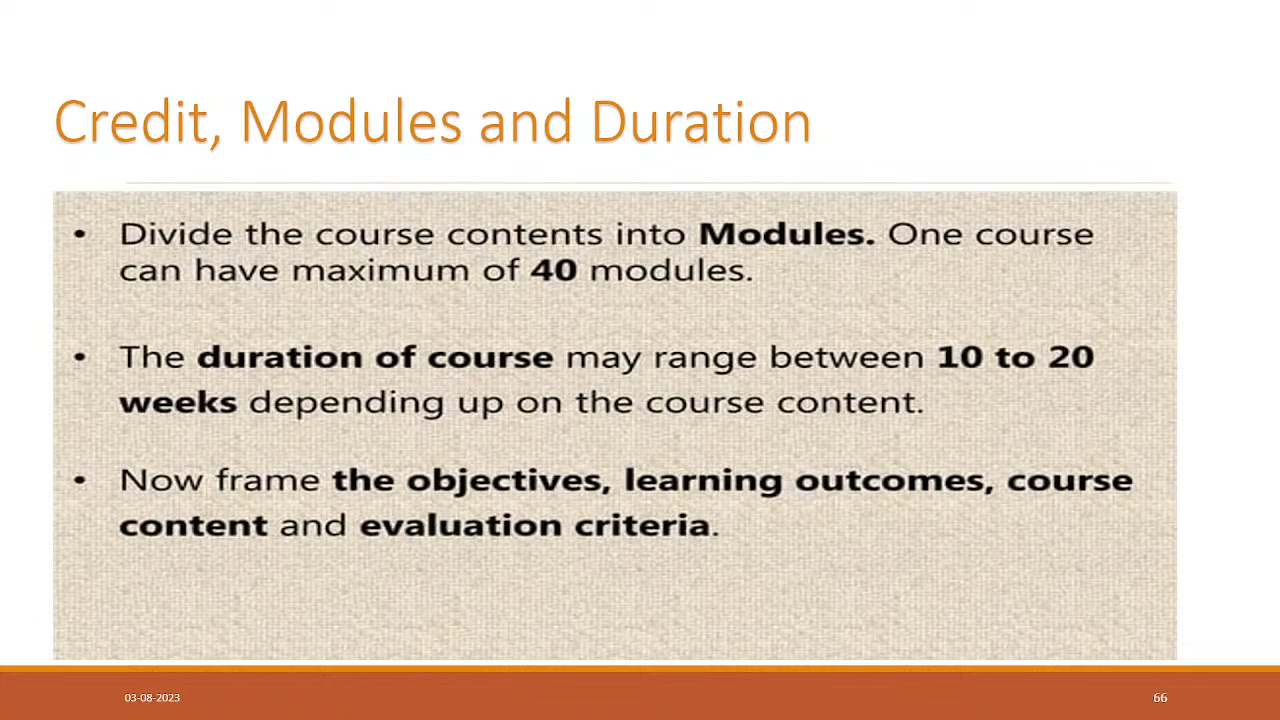 Credit, Modules and Duration
• Divide the course contents into Modules. One course
can have maximum of 40 modules.
• The duration of course may range between 10 to 20
weeks depending up on the course content.
• Now frame the objectives, learning outcomes, course
content and evaluation criteria.
03-08-2023
66